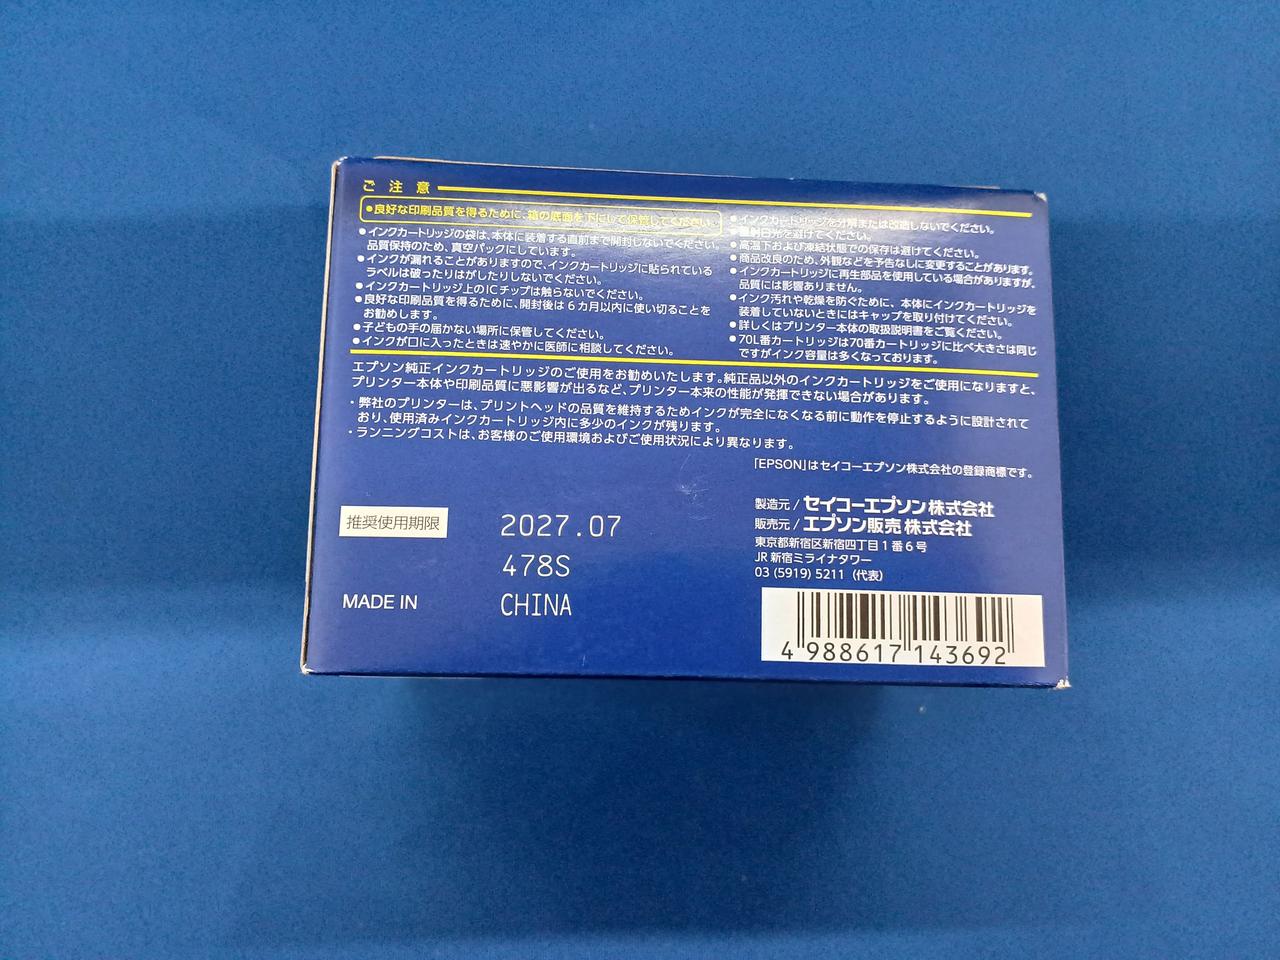 ご注意
●良好な印刷品質を得るために、箱の底面を下にして保管してください。
●インクカートリッジの袋は、本体に装着する直前まで開封しないでください。
品質保持のため、真空パックにしています。
●インクが漏れることがありますので、インクカートリッジに貼られている
ラベルは破ったりはがしたりしないでください。
●インクカートリッジ上のICチップは触らないでください。
●良好な印刷品質を得るために、開封後は6カ月以内に使い切ることを
お勧めします。
●子どもの手の届かない場所に保管してください。
●インクが口に入ったときは速やかに医師に相談してください。
●インクカートリッジを分解または改造しないでください。
●直射日光を避けてください。
●高温下および凍結状態での保存は避けてください。
●商品改良のため、外観などを予告なしに変更することがあります。
●インクカートリッジに再生部品を使用している場合がありますが、
品質には影響ありません。
●インク汚れや乾燥を防ぐために、本体にインクカートリッジを
装着していないときにはキャップを取り付けてください。
●詳しくはプリンター本体の取扱説明書をご覧ください。
●70L番カートリッジは70番カートリッジに比べ大きさは同じ
ですがインク容量は多くなっております。
エプソン純正インクカートリッジのご使用をお勧めいたします。純正品以外のインクカートリッジをご使用になりますと、
プリンター本体や印刷品質に悪影響が出るなど、プリンター本来の性能が発揮できない場合があります。
・弊社のプリンターは、プリントヘッドの品質を維持するためインクが完全になくなる前に動作を停止するように設計されて
おり、使用済みインクカートリッジ内に多少のインクが残ります。
・ランニングコストは、お客様のご使用環境およびご使用状況により異なります。
「EPSON」はセイコーエプソン株式会社の登録商標です。
製造元/セイコーエプソン株式会社
販売元/エプソン販売株式会社
東京都新宿区新宿四丁目1番6号
JR新宿ミライナタワー
03(5919)5211(代表)
推奨使用期限 2027.07
478S
MADE IN CHINA
4988617143692